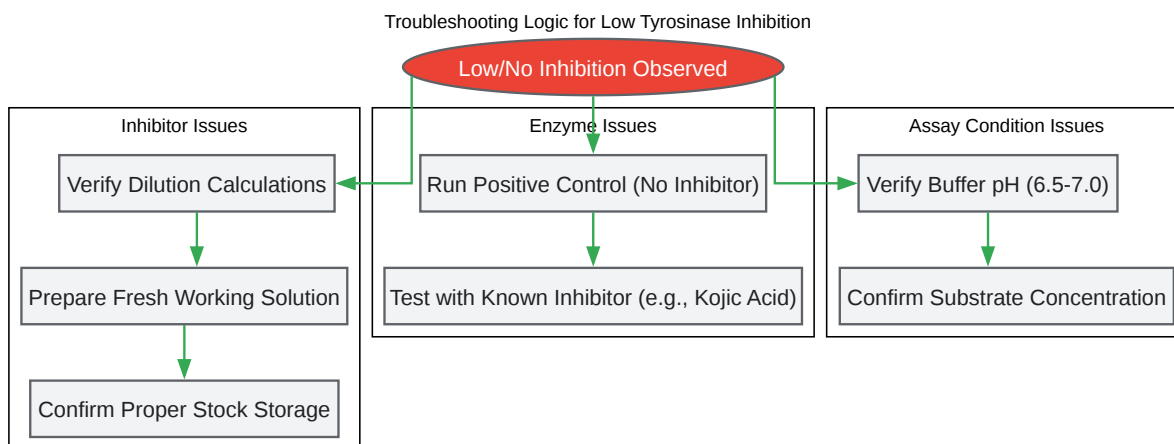 Troubleshooting Logic for Low Tyrosinase Inhibition
Low/No Inhibition Observed
Inhibitor Issues
Verify Dilution Calculations
Prepare Fresh Working Solution
Confirm Proper Stock Storage
Enzyme Issues
Run Positive Control (No Inhibitor)
Test with Known Inhibitor (e.g., Kojic Acid)
Assay Condition Issues
Verify Buffer pH (6.5-7.0)
Confirm Substrate Concentration